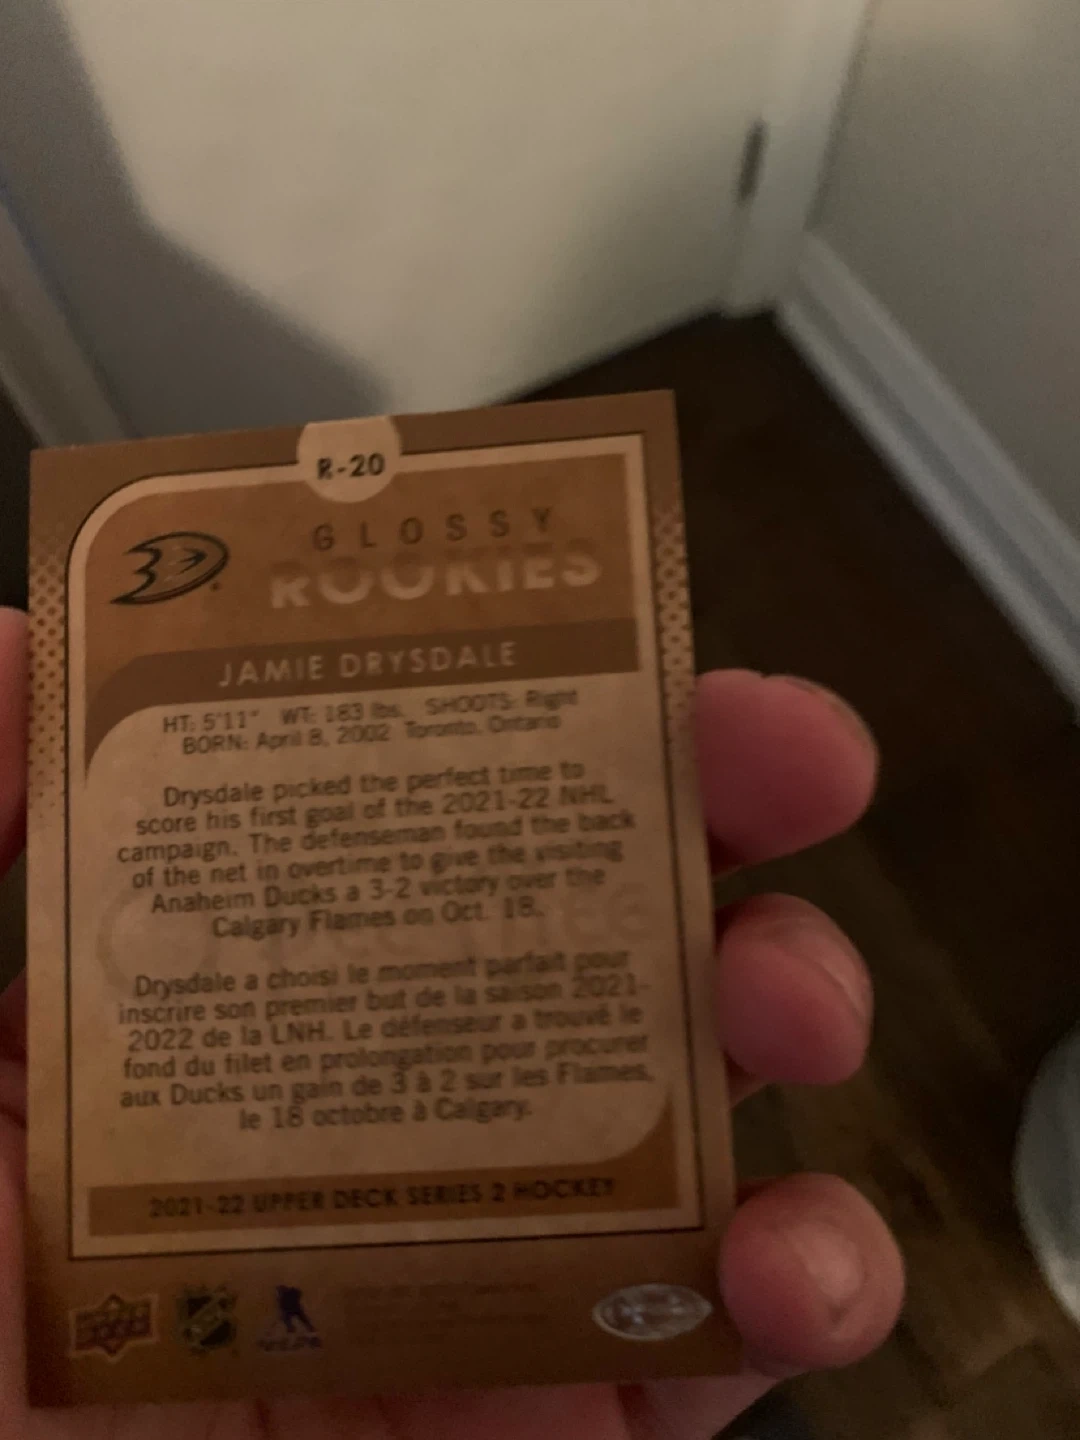 R-20
GLOSSY
ROOKIES
JAMIE DRYSDALE
HT: 5'11" WT: 183 lbs. SHOOTS: Right
BORN: April 8, 2002 Toronto, Ontario
Drysdale picked the perfect time to
score his first goal of the 2021-22 NHL
campaign. The defenseman found the back
of the net in overtime to give the visiting
Anaheim Ducks a 3-2 victory over the
Calgary Flames on Oct. 18.
Drysdale a choisi le moment parfait pour
inscrire son premier but de la saison 2021-
2022 de la LNH. Le défenseur a trouvé le
fond du filet en prolongation pour procurer
aux Ducks un gain de 3 à 2 sur les Flames,
le 18 octobre à Calgary.
2021-22 UPPER DECK SERIES 2 HOCKEY